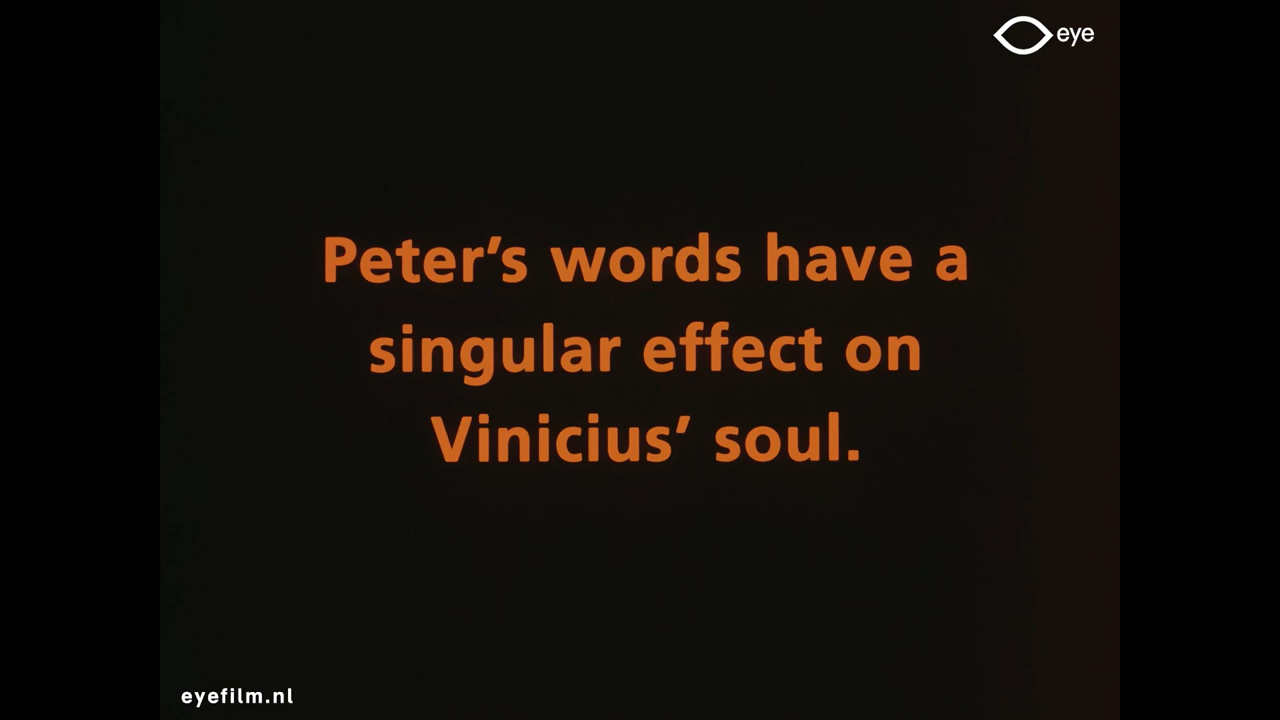 eye
Peter’s words have a
singular effect on
Vinicius’ soul.
eyefilm.nl